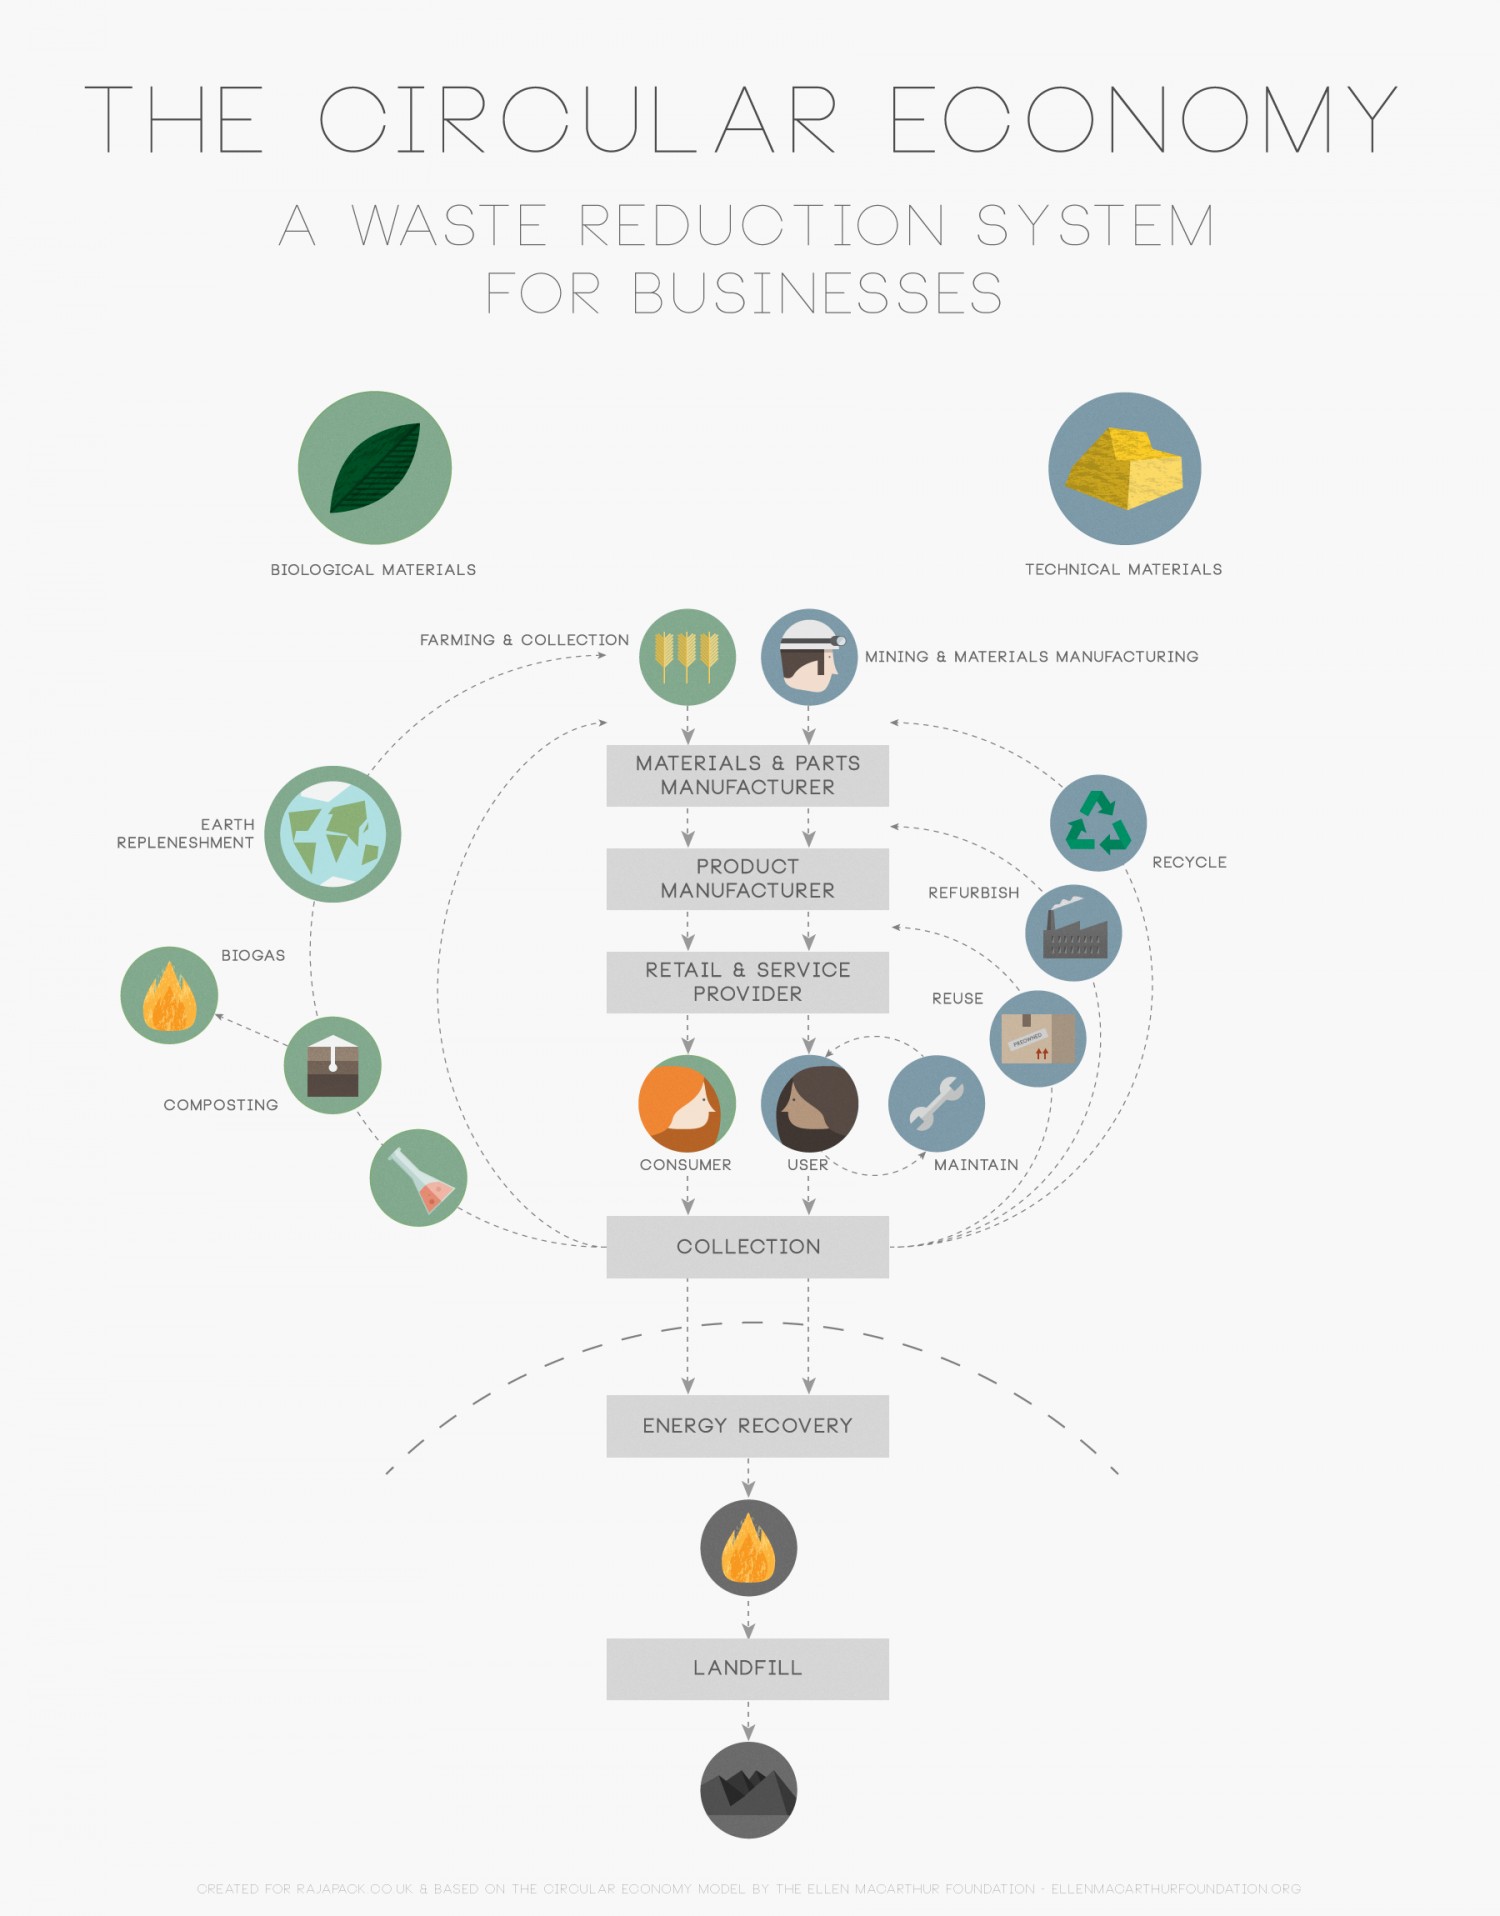 THE CIRCULAR ECONOMY
A WASTE REDUCTION SYSTEM
FOR BUSINESSES
BIOLOGICAL MATERIALS
TECHNICAL MATERIALS
FARMING & COLLECTION
MINING & MATERIALS MANUFACTURING
MATERIALS & PARTS
MANUFACTURER
EARTH
REPLENESHMENT
RECYCLE
PRODUCT
MANUFACTURER
REFURBISH
BIOGAS
RETAIL & SERVICE
PROVIDER
REUSE
PREOWNED
COMPOSTING
CONSUMER
USER
MAINTAIN
COLLECTION
ENERGY RECOVERY
LANDFILL
CREATED FOR RAJAPACK.CO.UK & BASED ON THE CIRCULAR ECONOMY MODEL BY THE ELLEN MACARTHUR FOUNDATION - ELLENMACARTHURFOUNDATION.ORG